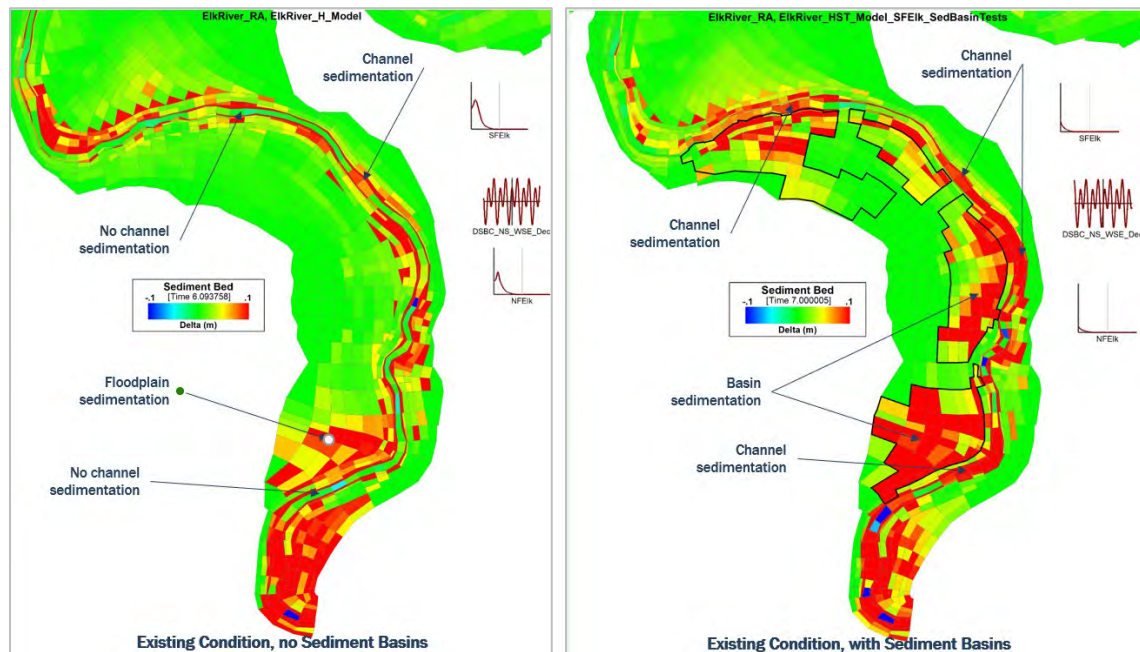 ElkRiver_RA, ElkRiver_H_Model
Channel
sedimentation
SFElk
DSBC_NS_WSE_Dec
NFElk
No channel
sedimentation
Sediment Bed
[Time 6.093758]
-.1
.1
Delta (m)
Floodplain
sedimentation
No channel
sedimentation
Existing Condition, no Sediment Basins
ElkRiver_RA, ElkRiver_HST_Model_SFElk_SedBasinTests
Channel
sedimentation
SFElk
DSBC_NS_WSE_Dec
NFElk
Channel
sedimentation
Sediment Bed
[Time 7.000005]
-.1
.1
Delta (m)
Basin
sedimentation
Channel
sedimentation
Existing Condition, with Sediment Basins